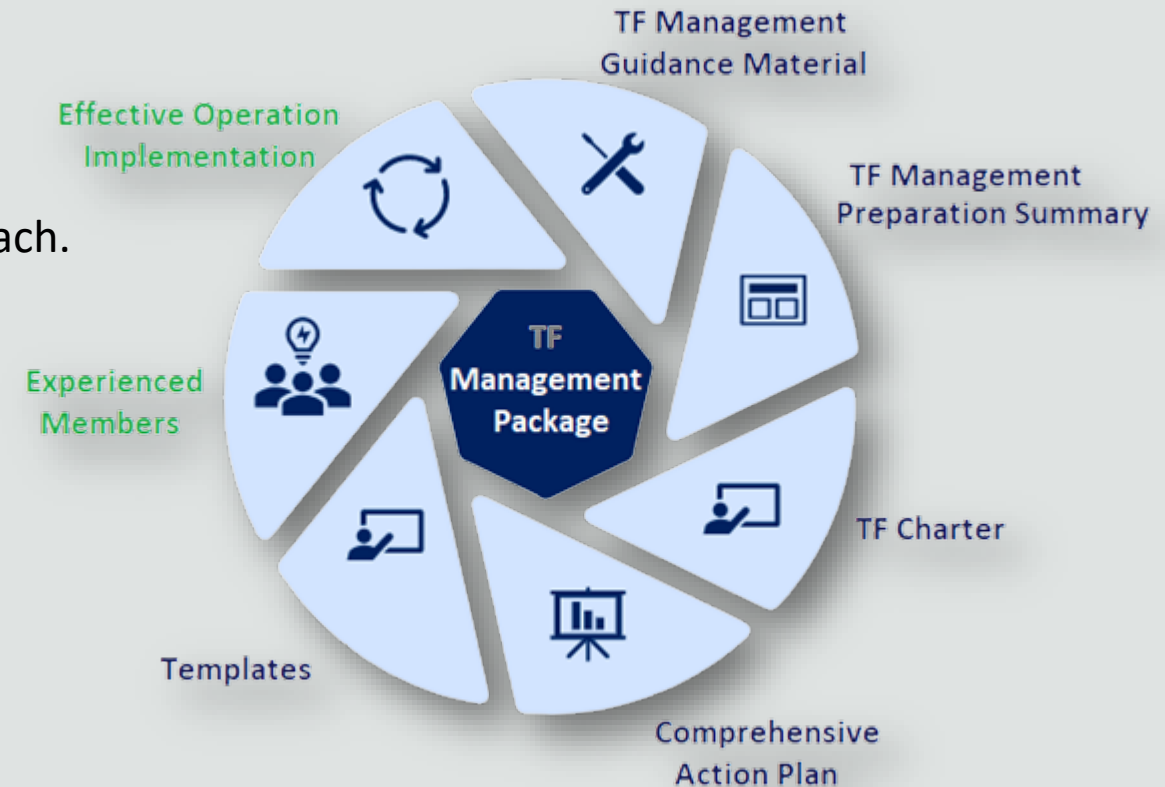 TF Management
Guidance Material
Effective Operation
Implementation
TF Management
Preparation Summary
ach.
TF
Management
Package
Experienced
Members
TF Charter
Templates
Comprehensive
Action Plan